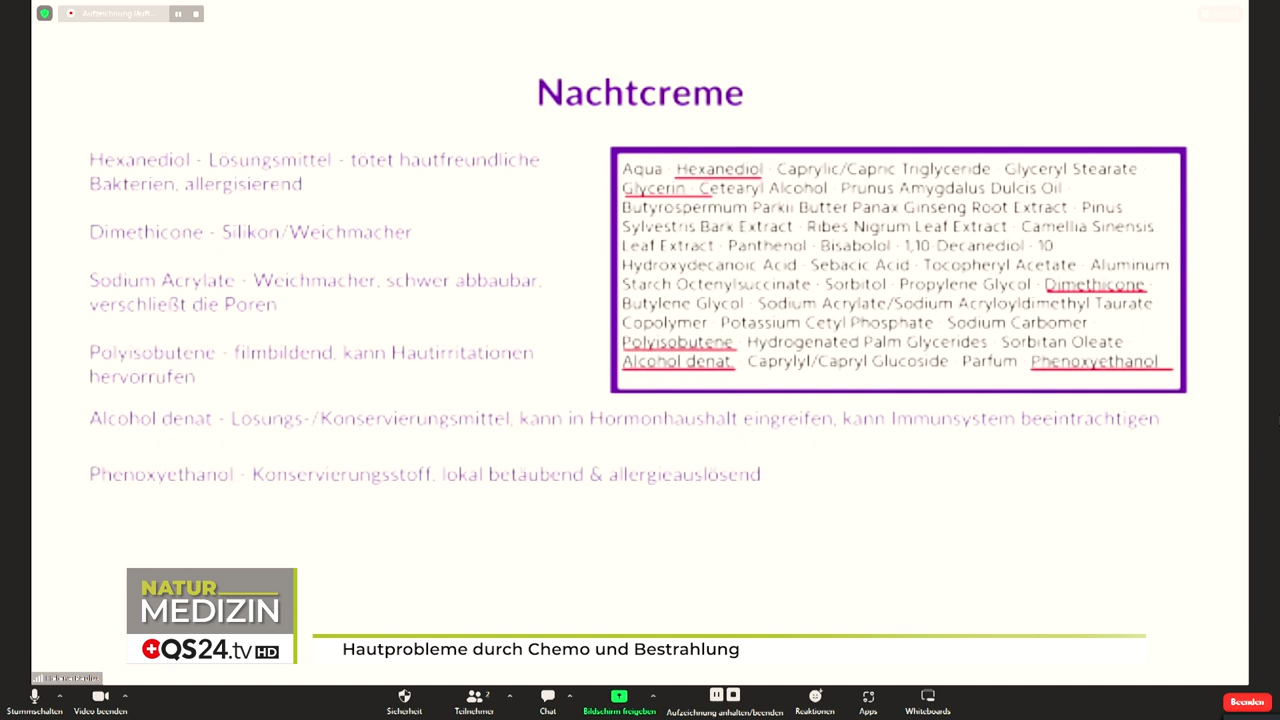 Aufzeichnung läuft...
Nachtcreme
Hexanediol - Lösungsmittel - tötet hautfreundliche
Bakterien, allergisierend
Dimethicone - Silikon/Weichmacher
Sodium Acrylate - Weichmacher, schwer abbaubar,
verschließt die Poren
Polyisobutene - filmbildend, kann Hautirritationen
hervorrufen
Alcohol denat - Lösungs-/Konservierungsmittel, kann in Hormonhaushalt eingreifen, kann Immunsystem beeinträchtigen
Phenoxyethanol - Konservierungsstoff, lokal betäubend & allergieauslösend
Aqua · Hexanediol · Caprylic/Capric Triglyceride · Glyceryl Stearate ·
Glycerin · Cetearyl Alcohol · Prunus Amygdalus Dulcis Oil ·
Butyrospermum Parkii Butter Panax Ginseng Root Extract · Pinus
Sylvestris Bark Extract · Ribes Nigrum Leaf Extract · Camellia Sinensis
Leaf Extract · Panthenol · Bisabolol · 1,10-Decanediol · 10
Hydroxydecanoic Acid · Sebacic Acid · Tocopheryl Acetate · Aluminum
Starch Octenylsuccinate · Sorbitol · Propylene Glycol · Dimethicone ·
Butylene Glycol · Sodium Acrylate/Sodium Acryloyldimethyl Taurate
Copolymer · Potassium Cetyl Phosphate · Sodium Carbomer ·
Polyisobutene · Hydrogenated Palm Glycerides · Sorbitan Oleate ·
Alcohol denat. · Caprylyl/Capryl Glucoside · Parfum · Phenoxyethanol
NATUR
MEDIZIN
QS24.tv HD
Hautprobleme durch Chemo und Bestrahlung
Stummschalten
Video beenden
Sicherheit
2
Teilnehmer
Chat
Bildschirm freigeben
Aufzeichnung anhalten/beenden
Reaktionen
Apps
Whiteboards
Beenden